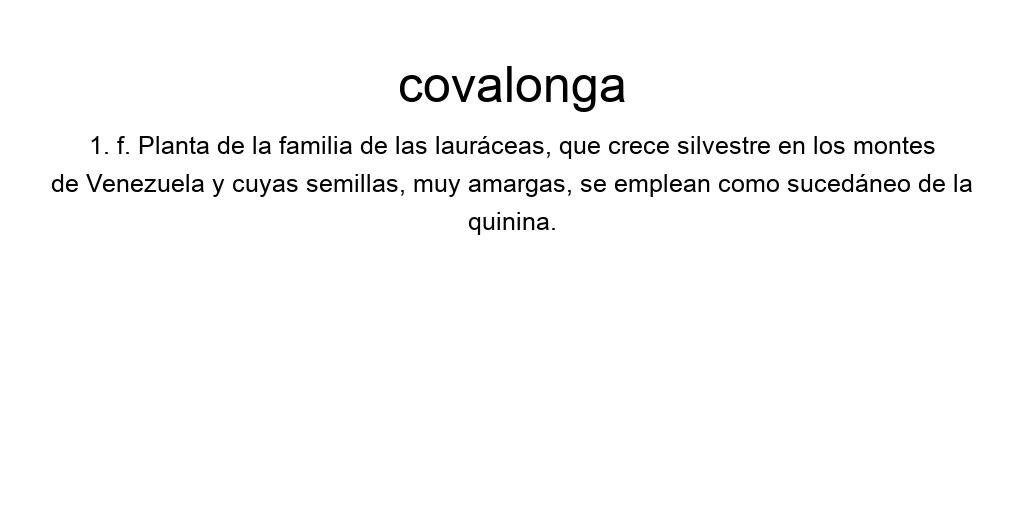 covalonga
1. f. Planta de la familia de las lauráceas, que crece silvestre en los montes
de Venezuela y cuyas semillas, muy amargas, se emplean como sucedáneo de la
quinina.